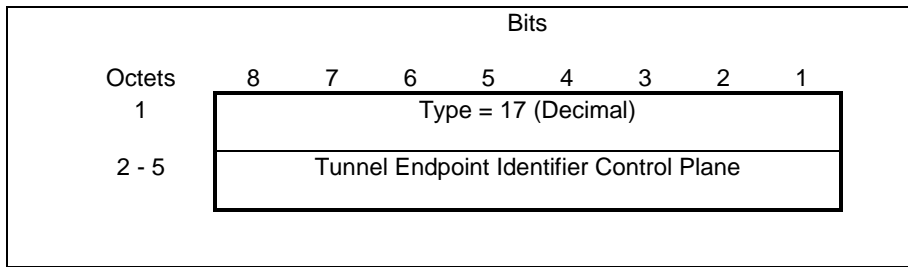 Bits
Octets 8 7 6 5 4 3 2 1
1 Type = 17 (Decimal)
2 - 5 Tunnel Endpoint Identifier Control Plane